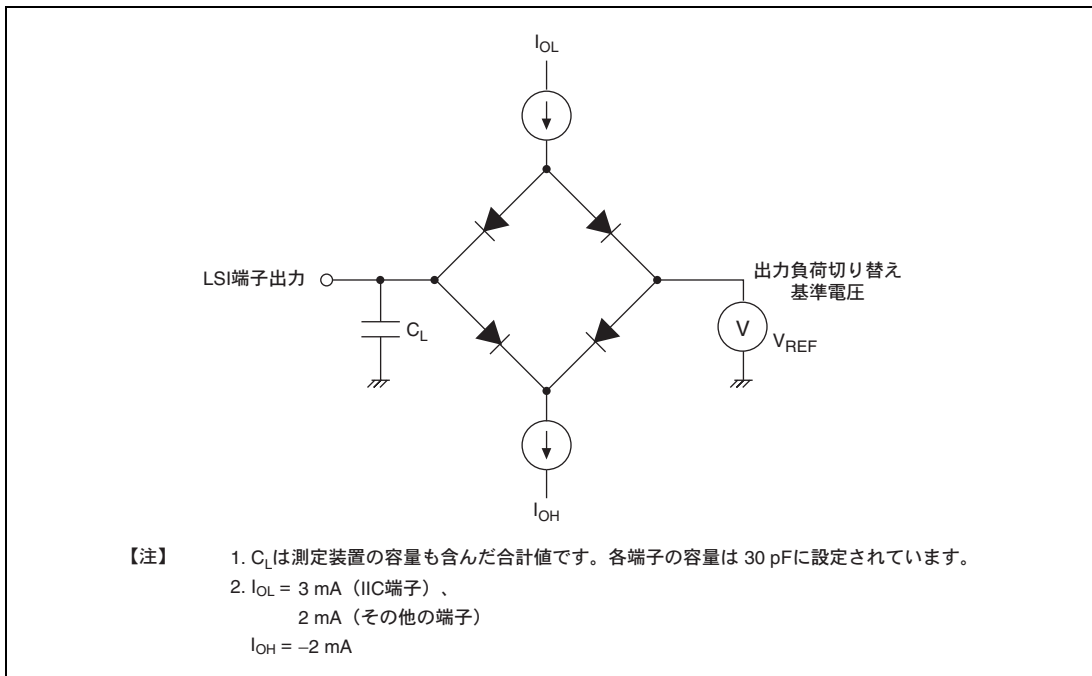 I_OL
LSI端子出力
C_L
出力負荷切り替え
基準電圧
V
V_REF
I_OH
【注】 1. C_Lは測定装置の容量も含んだ合計値です。各端子の容量は 30 pFに設定されています。
2. I_OL = 3 mA（IIC端子）、
2 mA（その他の端子）
I_OH = –2 mA